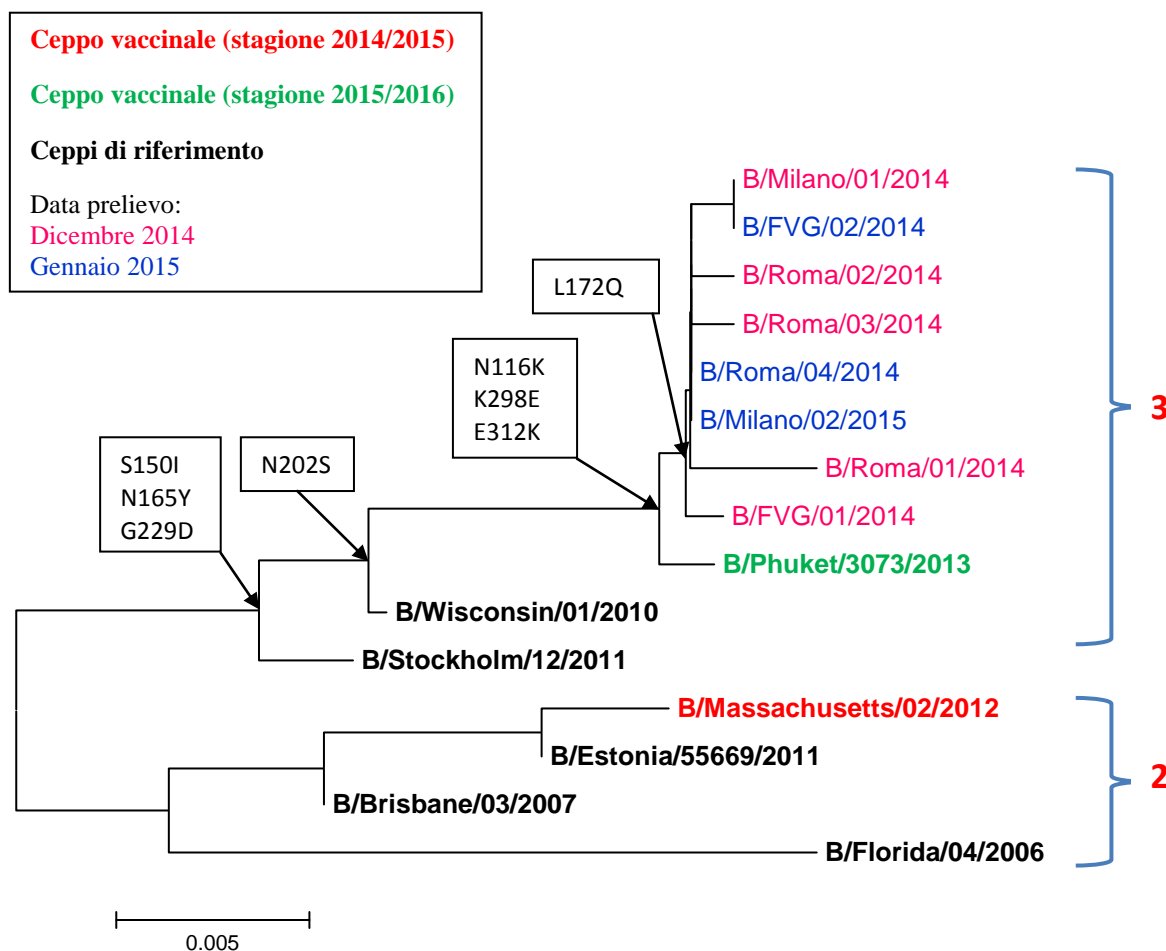 Ceppo vaccinale (stagione 2014/2015)
Ceppo vaccinale (stagione 2015/2016)
Ceppi di riferimento
Data prelievo:
Dicembre 2014
Gennaio 2015
B/Milano/01/2014
B/FVG/02/2014
B/Roma/02/2014
B/Roma/03/2014
B/Roma/04/2014
B/Milano/02/2015
B/Roma/01/2014
B/FVG/01/2014
B/Phuket/3073/2013
B/Wisconsin/01/2010
B/Stockholm/12/2011
B/Massachusetts/02/2012
B/Estonia/55669/2011
B/Brisbane/03/2007
B/Florida/04/2006
L172Q
N116K
K298E
E312K
N202S
S150I
N165Y
G229D
3
2
0.005